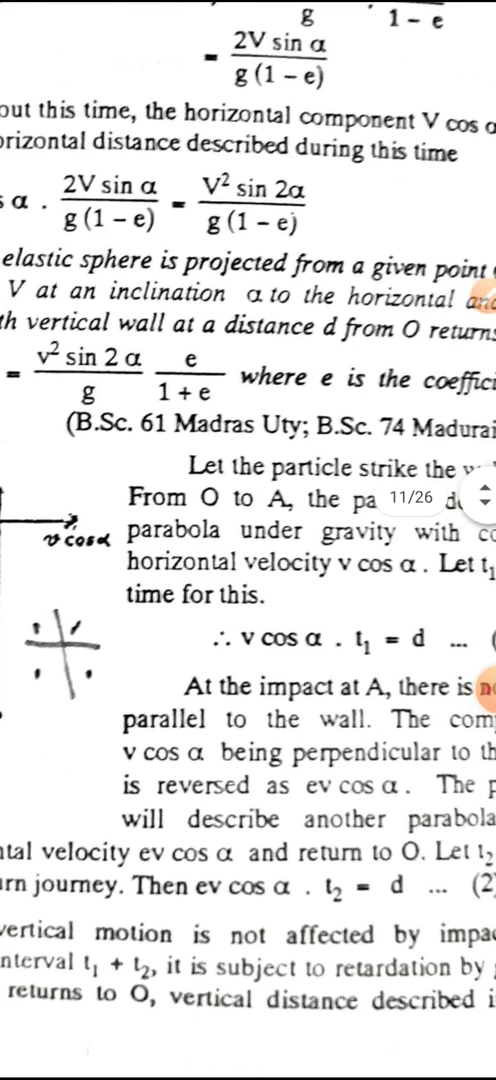 g 1 – e
= 2V sin α / g (1 – e)
out this time, the horizontal component V cos α
orizontal distance described during this time
s α . 2V sin α / g (1 – e) = V² sin 2α / g (1 – e)
elastic sphere is projected from a given point
V at an inclination α to the horizontal and
th vertical wall at a distance d from O returns
= v² sin 2 α / g e / 1 + e where e is the coeffici
(B.Sc. 61 Madras Uty; B.Sc. 74 Madurai
Let the particle strike the
From O to A, the pa
11/26
v cosα
parabola under gravity with co
horizontal velocity v cos α . Let t₁
time for this.
∴ v cos α . t₁ = d ... (
At the impact at A, there is no
parallel to the wall. The com
v cos α being perpendicular to th
is reversed as ev cos α. The p
will describe another parabola
ntal velocity ev cos α and return to O. Let t₂
urn journey. Then ev cos α . t₂ = d ... (2)
vertical motion is not affected by impac
nterval t₁ + t₂, it is subject to retardation by g
returns to O, vertical distance described i